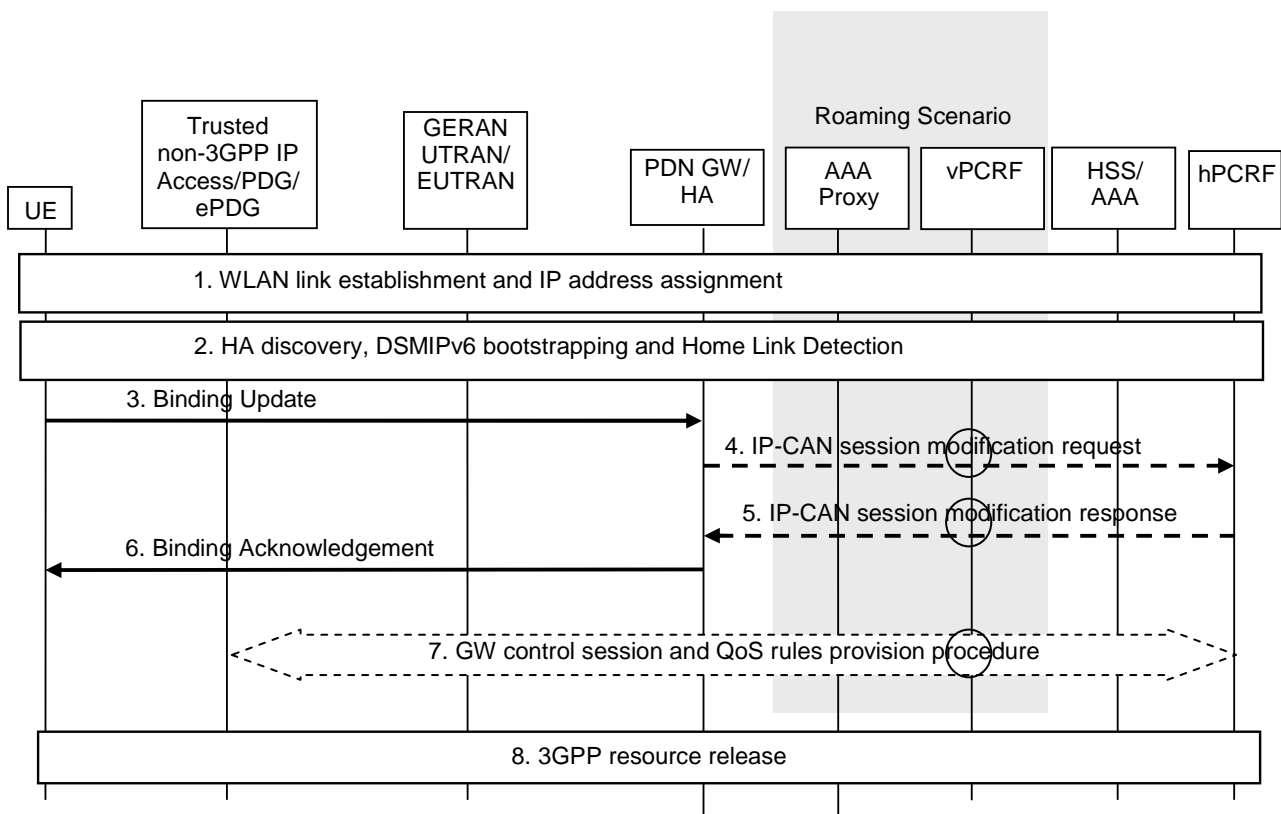 Roaming Scenario
UE
Trusted
non-3GPP IP
Access/PDG/
ePDG
GERAN
UTRAN/
EUTRAN
PDN GW/
HA
AAA
Proxy
vPCRF
HSS/
AAA
hPCRF
1. WLAN link establishment and IP address assignment
2. HA discovery, DSMIPv6 bootstrapping and Home Link Detection
3. Binding Update
4. IP-CAN session modification request
5. IP-CAN session modification response
6. Binding Acknowledgement
7. GW control session and QoS rules provision procedure
8. 3GPP resource release